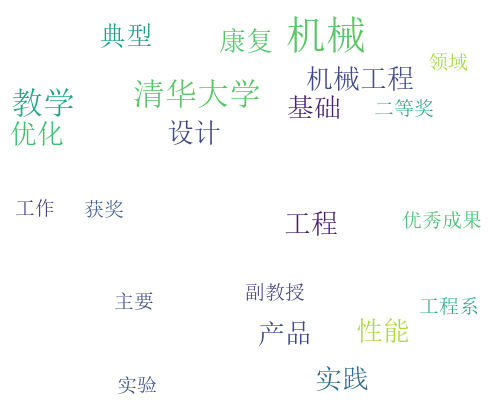 典型
康复
机械
领域
机械工程
清华大学
教学
基础
二等奖
优化
设计
工作
获奖
工程
优秀成果
副教授
主要
工程系
产品
性能
实践
实验